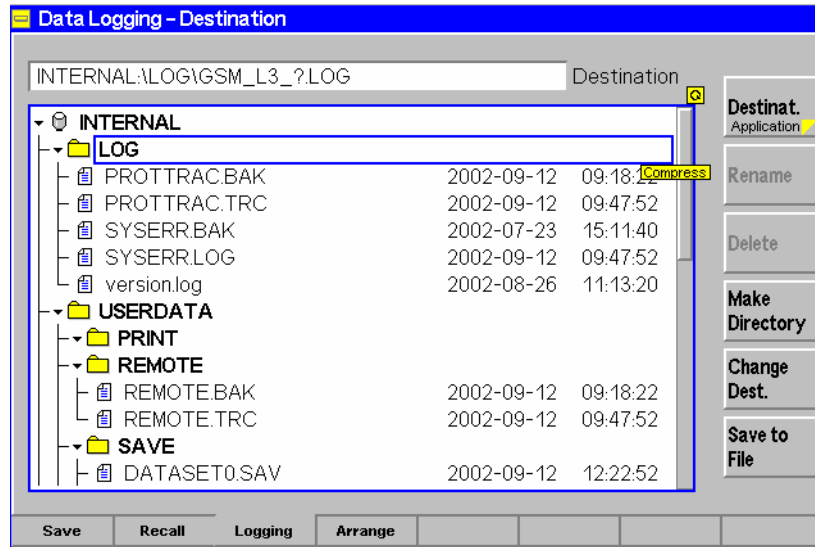 Data Logging – Destination
INTERNAL:\LOG\GSM_L3_?.LOG Destination
Q
INTERNAL
LOG
Compress
PROTTRAC.BAK 2002-09-12 09:18:22
PROTTRAC.TRC 2002-09-12 09:47:52
SYSERR.BAK 2002-07-23 15:11:40
SYSERR.LOG 2002-09-12 09:47:52
version.log 2002-08-26 11:13:20
USERDATA
PRINT
REMOTE
REMOTE.BAK 2002-09-12 09:18:22
REMOTE.TRC 2002-09-12 09:47:52
SAVE
DATASET0.SAV 2002-09-12 12:22:52
Destinat.
Application
Rename
Delete
Make
Directory
Change
Dest.
Save to
File
Save Recall Logging Arrange